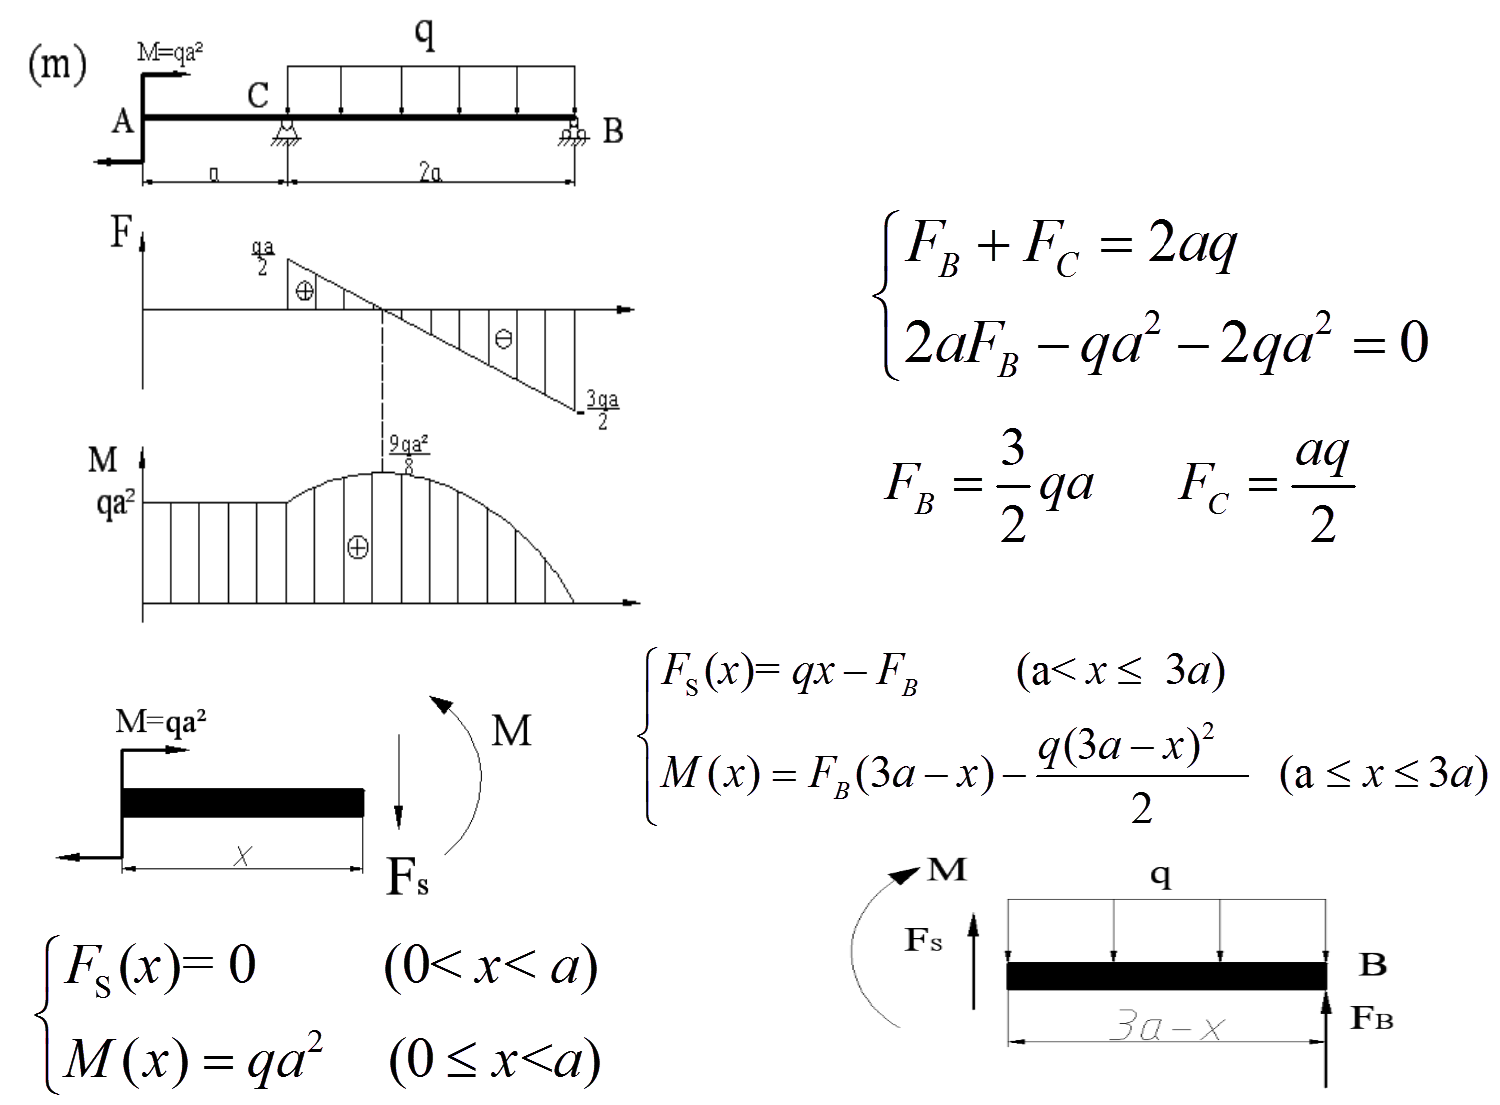 (m)
M=qa²
q
A
C
B
a
2a
F
qa/2
⊕
⊖
-3qa/2
M
qa²
9qa²/8
⊕
F_B + F_C = 2aq
2aF_B − qa² − 2qa² = 0
F_B = 3/2 qa
F_C = aq/2
F_S(x)= qx − F_B (a< x ≤ 3a)
M(x) = F_B(3a − x) − q(3a − x)²/2 (a ≤ x ≤ 3a)
M=qa²
M
x
F_s
F_S(x)= 0 (0< x< a)
M(x) = qa² (0 ≤ x<a)
M
q
F_S
B
3a − x
F_B